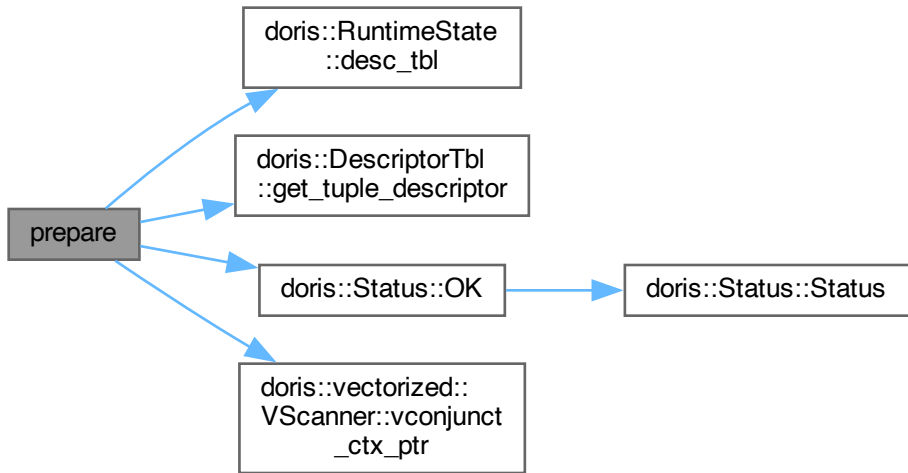 doris::RuntimeState
::desc_tbl
doris::DescriptorTbl
::get_tuple_descriptor
prepare
doris::Status::OK
doris::Status::Status
doris::vectorized::
VScanner::vconjunct
_ctx_ptr